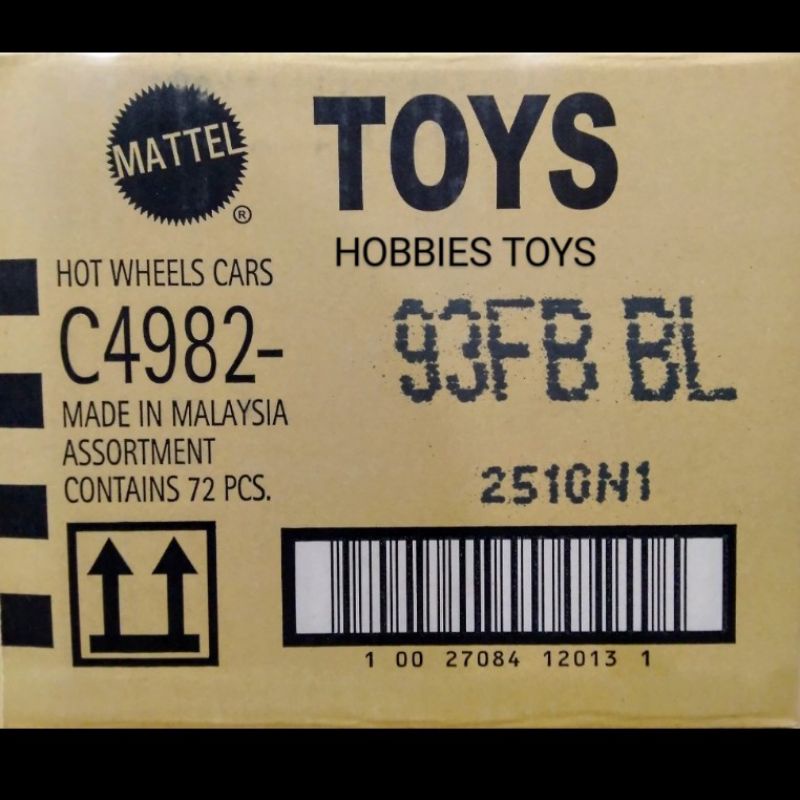 MATTEL
®
TOYS
HOBBIES TOYS
HOT WHEELS CARS
C4982-
93FB BL
MADE IN MALAYSIA
ASSORTMENT
CONTAINS 72 PCS.
2510N1
1 00 27084 12013 1